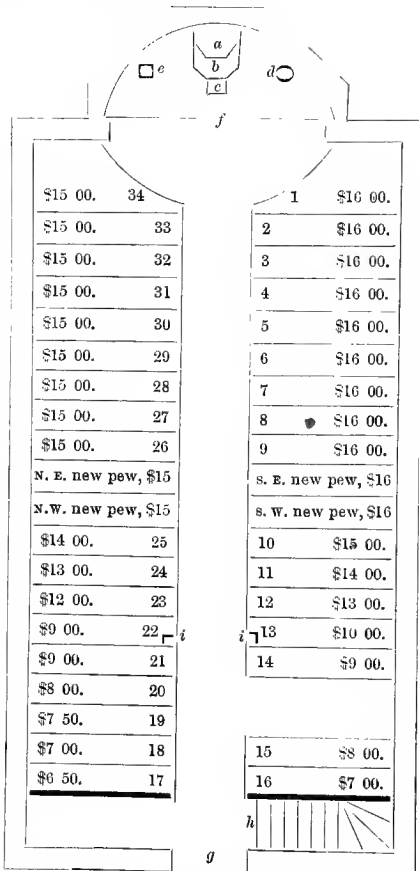 a
e b d
c
f
$15 00. 34 1 $16 00.
$15 00. 33 2 $16 00.
$15 00. 32 3 $16 00.
$15 00. 31 4 $16 00.
$15 00. 30 5 $16 00.
$15 00. 29 6 $16 00.
$15 00. 28 7 $16 00.
$15 00. 27 8 $16 00.
$15 00. 26 9 $16 00.
N. E. new pew, $15 S. E. new pew, $16
N.W. new pew, $15 S. W. new pew, $16
$14 00. 25 10 $15 00.
$13 00. 24 11 $14 00.
$12 00. 23 12 $13 00.
$9 00. 22 i i 13 $10 00.
$9 00. 21 14 $9 00.
$8 00. 20
$7 50. 19 15 $8 00.
$7 00. 18 16 $7 00.
$6 50. 17
h
g